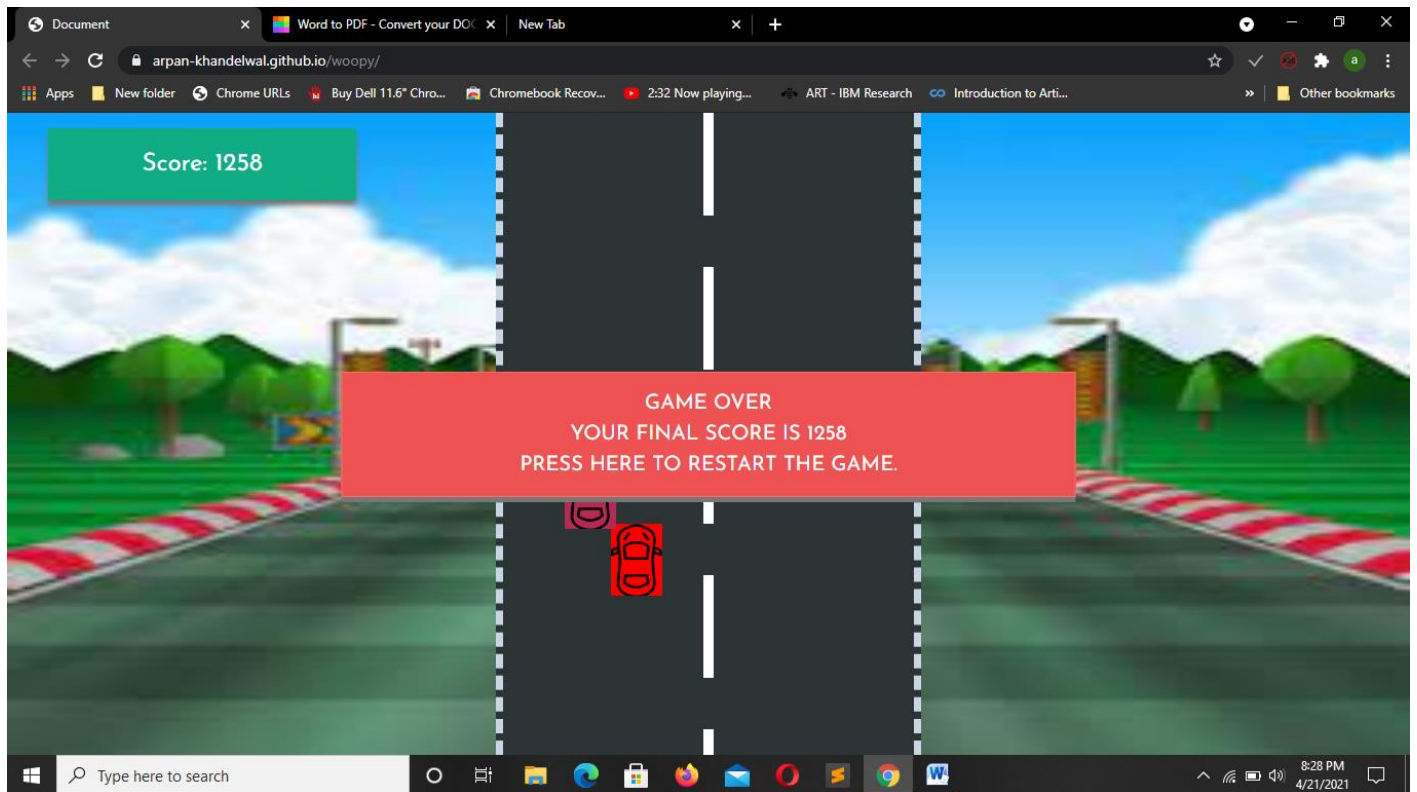 Document
Word to PDF - Convert your DOC
New Tab
arpan-khandelwal.github.io/woopy/
a
Apps
New folder
Chrome URLs
Buy Dell 11.6" Chro...
Chromebook Recov...
2:32 Now playing...
ART - IBM Research
Introduction to Arti...
»
Other bookmarks
Score: 1258
GAME OVER
YOUR FINAL SCORE IS 1258
PRESS HERE TO RESTART THE GAME.
Type here to search
8:28 PM
4/21/2021